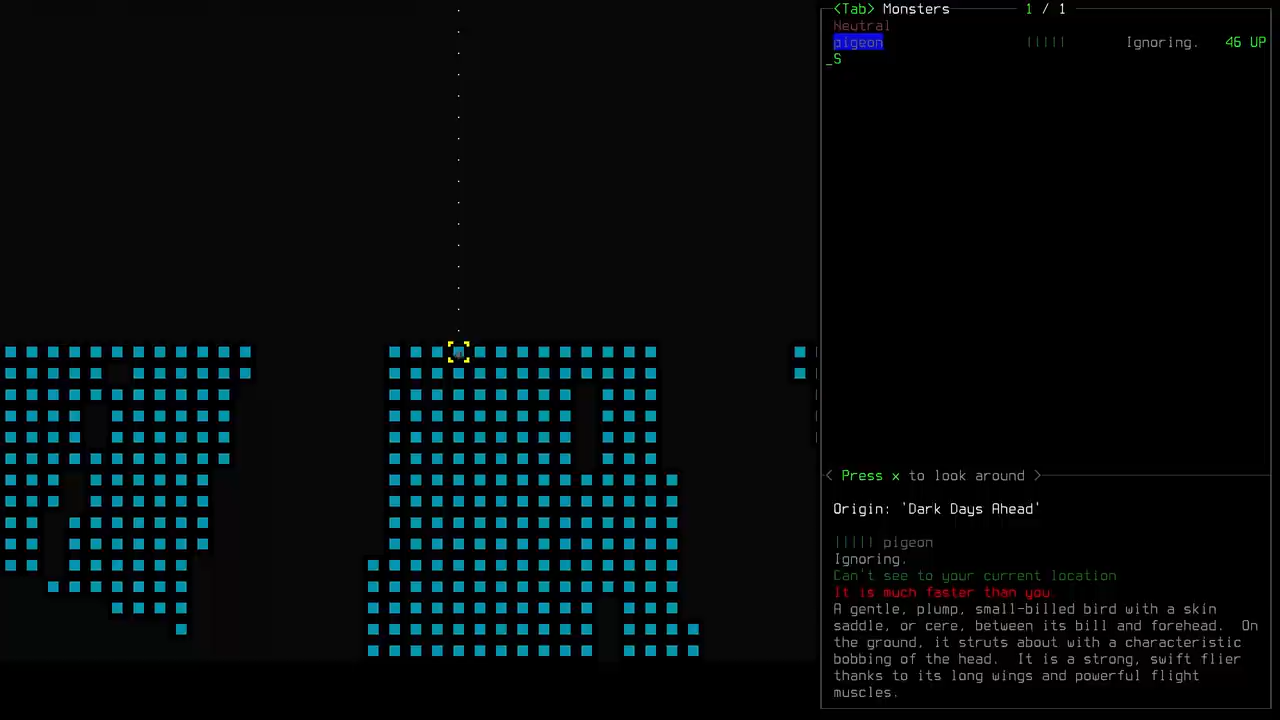 <Tab> Monsters 1 / 1
Neutral
pigeon ||||| Ignoring. 46 UP
_S
< Press x to look around >
Origin: 'Dark Days Ahead'
||||| pigeon
Ignoring.
Can't see to your current location
It is much faster than you.
A gentle, plump, small-billed bird with a skin
saddle, or cere, between its bill and forehead. On
the ground, it struts about with a characteristic
bobbing of the head. It is a strong, swift flier
thanks to its long wings and powerful flight
muscles.